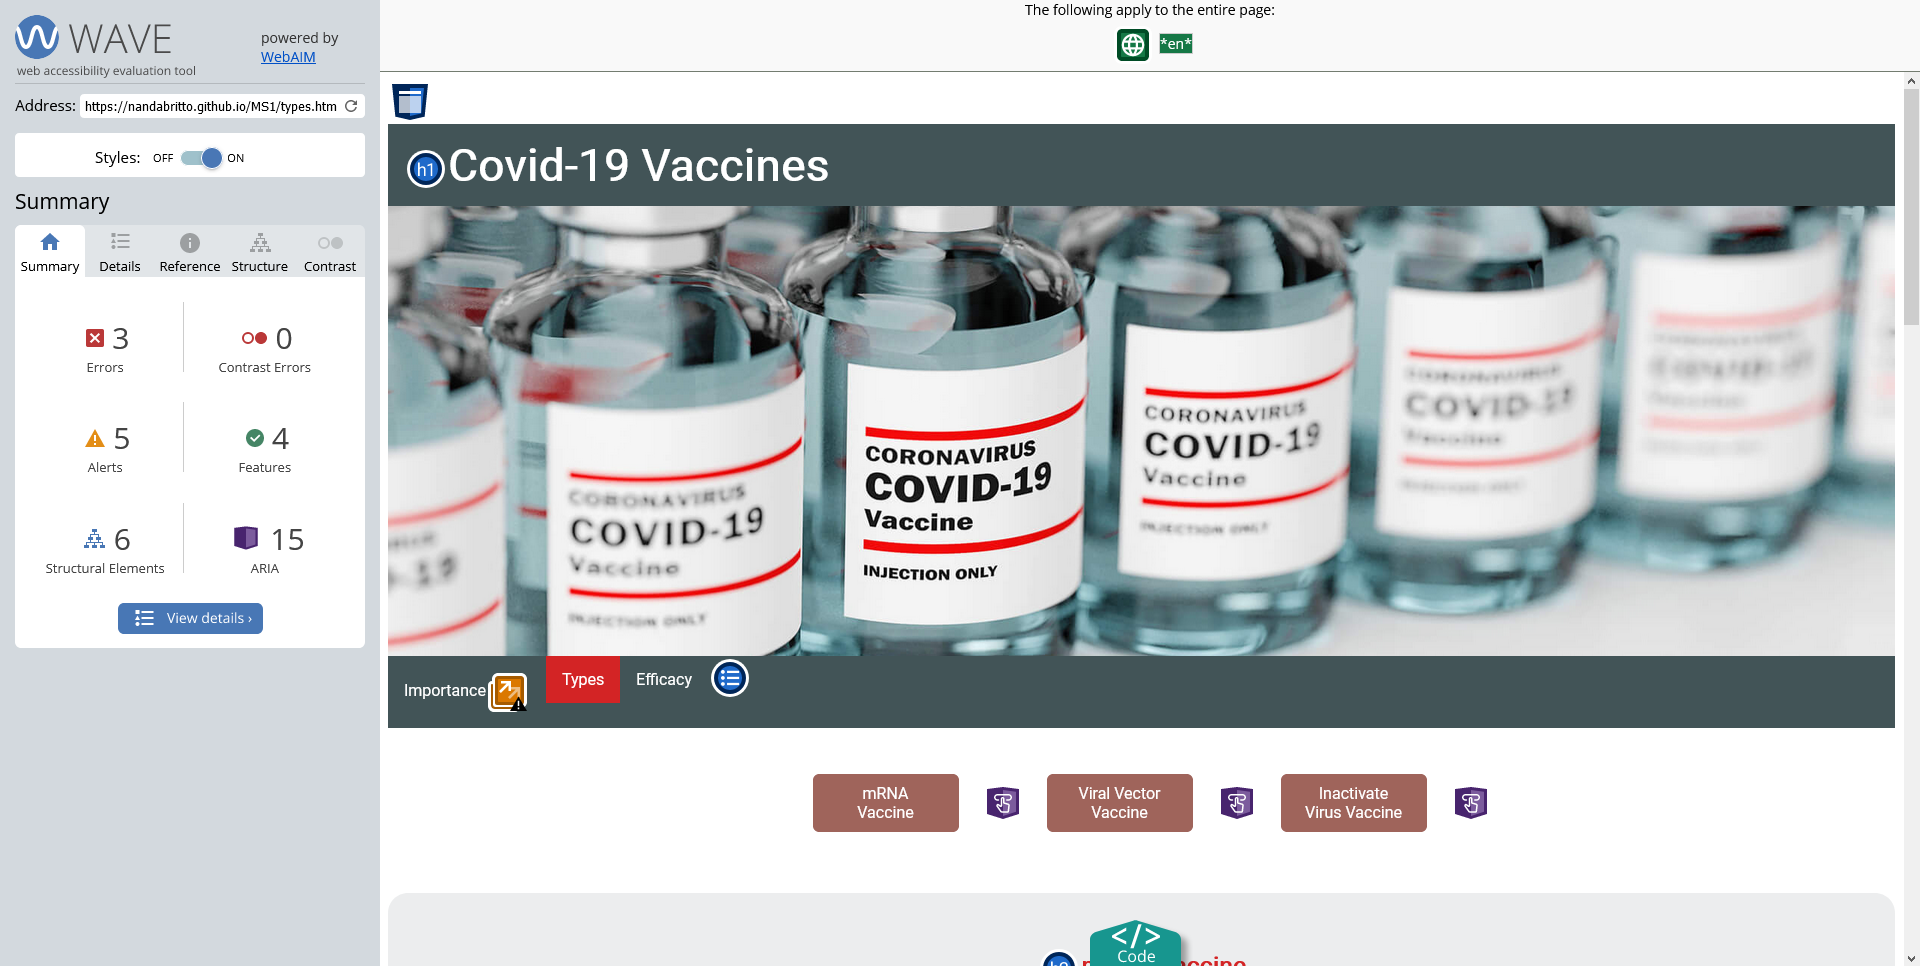 WAVE
powered by
WebAIM
web accessibility evaluation tool
Address: https://nandabritto.github.io/MS1/types.htm
Styles: OFF ON
Summary
Summary Details Reference Structure Contrast
3 0
Errors Contrast Errors
5 4
Alerts Features
6 15
Structural Elements ARIA
View details ›
The following apply to the entire page:
*en*
h1 Covid-19 Vaccines
CORONAVIRUS
COVID-19
Vaccine
INJECTION ONLY
CORONAVIRUS
COVID-19
Vaccine
INJECTION ONLY
CORONAVIRUS
COVID-19
Vaccine
INJECTION ONLY
CORONAVIRUS
COVID-19
Vaccine
Importance Types Efficacy
mRNA
Vaccine
Viral Vector
Vaccine
Inactivate
Virus Vaccine
</> 
Code